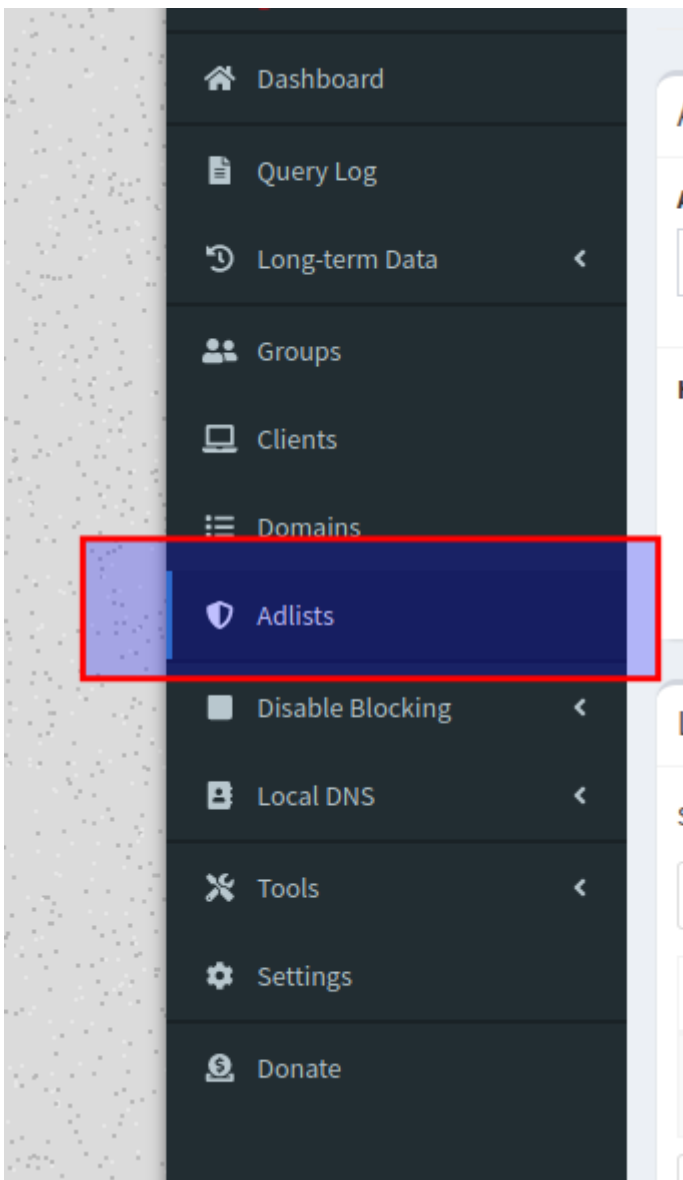 Dashboard
Query Log
Long-term Data
Groups
Clients
Domains
Adlists
Disable Blocking
Local DNS
Tools
Settings
Donate